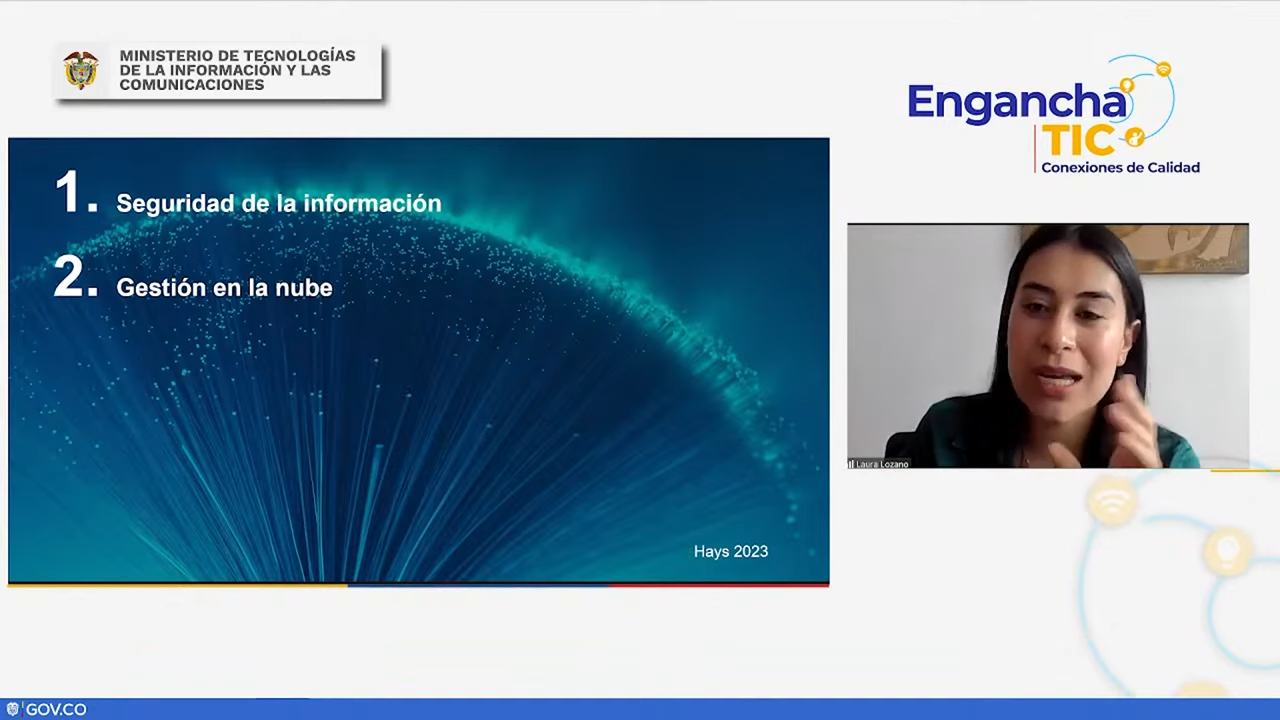 MINISTERIO DE TECNOLOGÍAS
DE LA INFORMACIÓN Y LAS
COMUNICACIONES
Engancha
TIC
Conexiones de Calidad
1. Seguridad de la información
2. Gestión en la nube
Hays 2023
Laura Lozano
GOV.CO